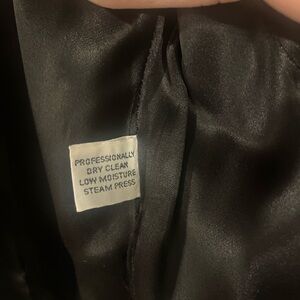 PROFESSIONALLY
DRY CLEAN
LOW MOISTURE
STEAM PRESS